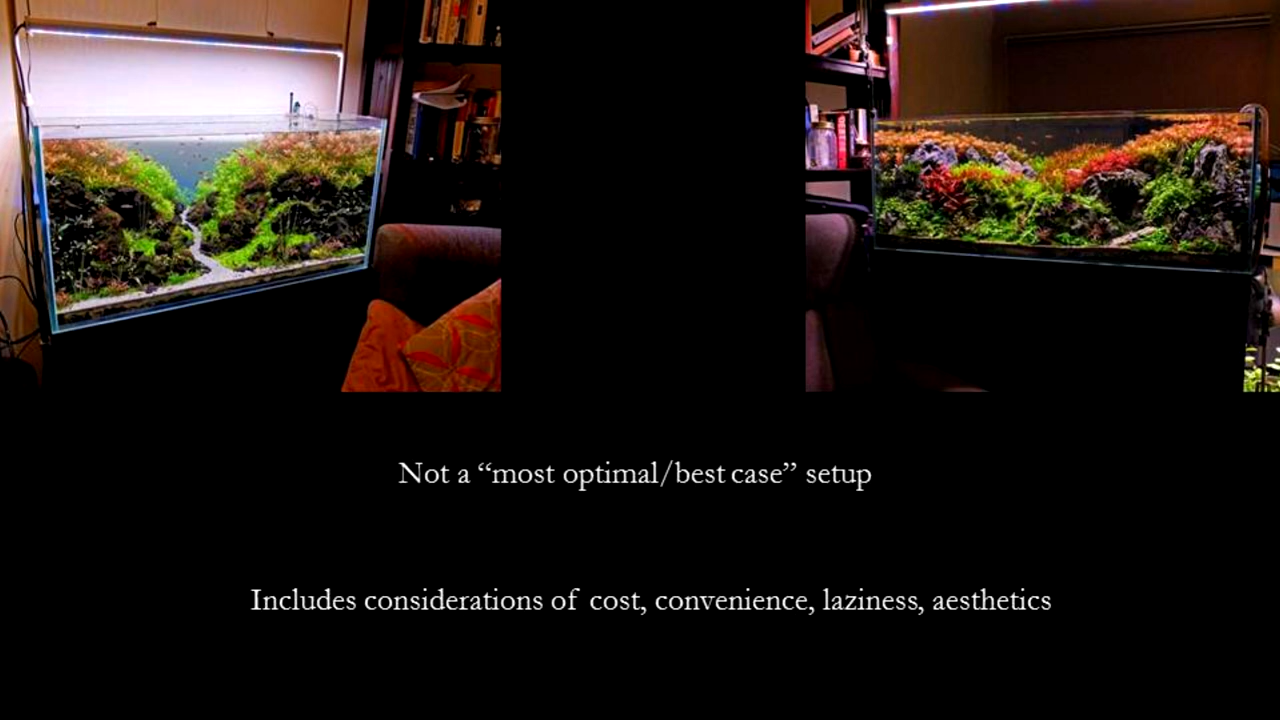 Not a “most optimal/best case” setup
Includes considerations of cost, convenience, laziness, aesthetics